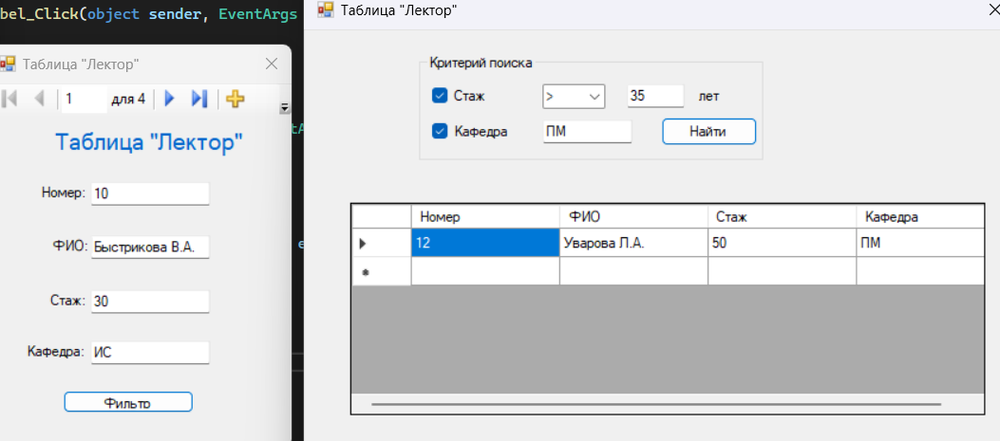 bel_Click(object sender, EventArgs
Таблица "Лектор"
1 для 4
Таблица "Лектор"
Номер: 10
ФИО: Быстрикова В.А.
Стаж: 30
Кафедра: ИС
Фильтр
Таблица "Лектор"
Критерий поиска
Стаж > 35 лет
Кафедра ПМ Найти
Номер ФИО Стаж Кафедра
12 Уварова Л.А. 50 ПМ